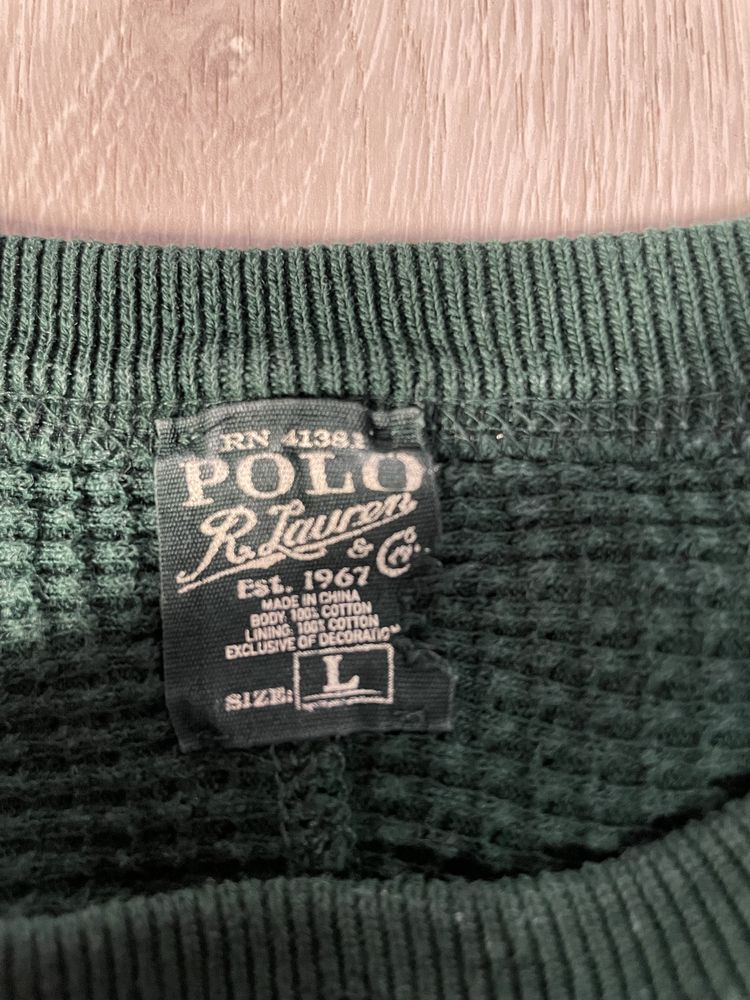 RN 41381
POLO
R. Lauren
& Co.
EST. 1967
MADE IN CHINA
BODY: 100% COTTON
LINING: 100% COTTON
EXCLUSIVE OF DECORATION
SIZE: L